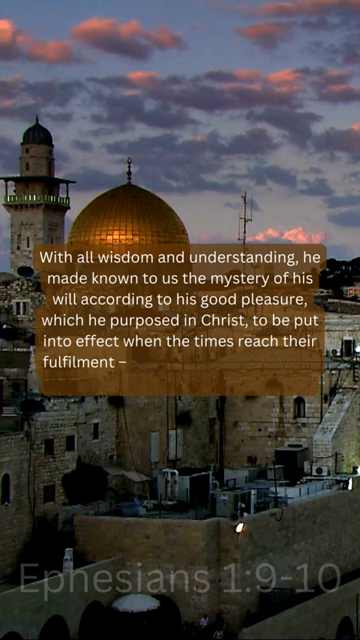 With all wisdom and understanding, he
made known to us the mystery of his
will according to his good pleasure,
which he purposed in Christ, to be put
into effect when the times reach their
fulfilment –
Ephesians 1:9-10